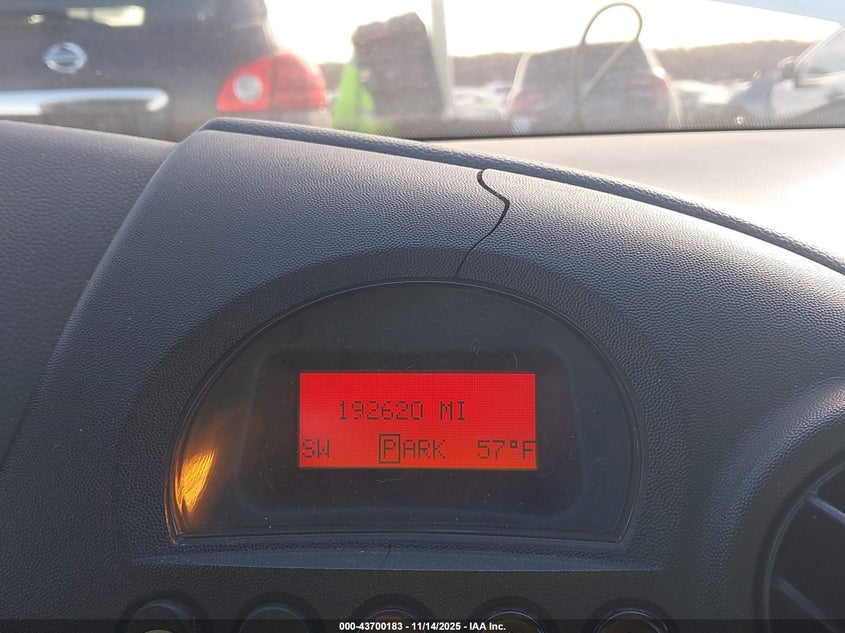 192620 MI
SW PARK 57°F
000-43700183 - 11/14/2025 - IAA Inc.